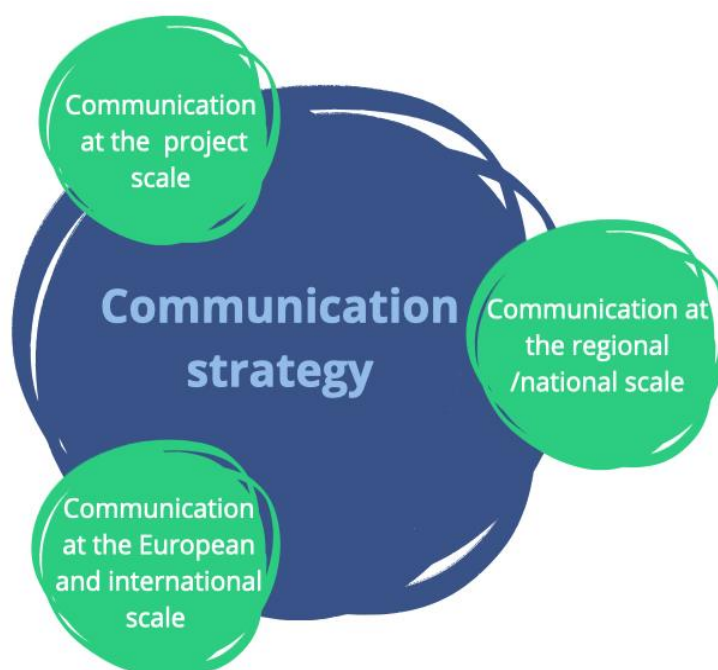 Communication
at the project
scale
Communication
strategy
Communication at
the regional
/national scale
Communication
at the European
and international
scale